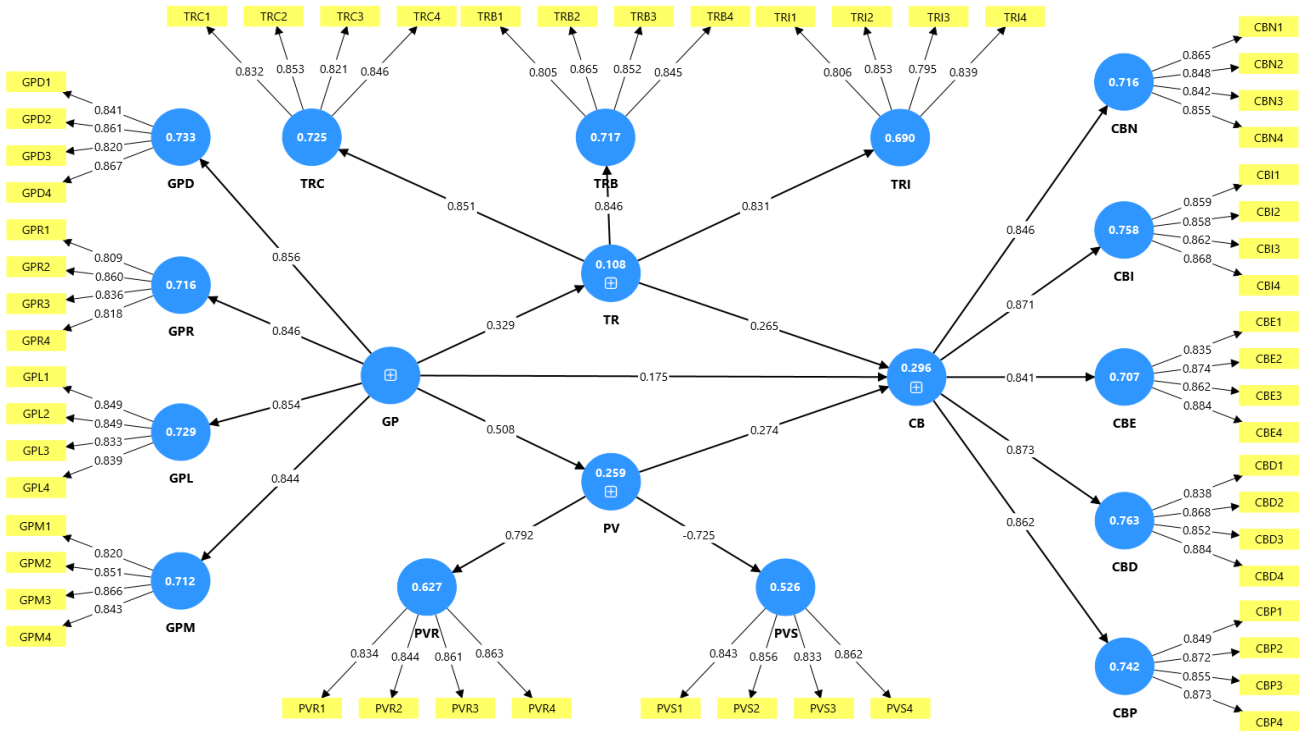 TRC1 TRC2 TRC3 TRC4 TRB1 TRB2 TRB3 TRB4 TRI1 TRI2 TRI3 TRI4
0.832 0.853 0.821 0.846 0.805 0.865 0.852 0.845 0.806 0.853 0.795 0.839
0.725
TRC
0.717
TRB
0.690
TRI
GPD1
GPD2
GPD3
GPD4
0.841
0.861
0.820
0.867
0.733
GPD
GPR1
GPR2
GPR3
GPR4
0.809
0.860
0.836
0.818
0.716
GPR
GPL1
GPL2
GPL3
GPL4
0.849
0.849
0.833
0.839
0.729
GPL
GPM1
GPM2
GPM3
GPM4
0.820
0.851
0.866
0.843
0.712
GPM
0.856
0.846
0.854
0.844
GP
0.851
0.846
0.831
0.108
TR
0.329
0.265
0.175
0.508
0.274
0.259
PV
0.792
-0.725
0.627
PVR
0.526
PVS
0.834 0.844 0.861 0.863 0.843 0.856 0.833 0.862
PVR1 PVR2 PVR3 PVR4 PVS1 PVS2 PVS3 PVS4
0.296
CB
0.846
0.871
0.841
0.873
0.862
0.716
CBN
0.865
0.848
0.842
0.855
CBN1
CBN2
CBN3
CBN4
0.758
CBI
0.859
0.858
0.862
0.868
CBI1
CBI2
CBI3
CBI4
0.707
CBE
0.835
0.874
0.862
0.884
CBE1
CBE2
CBE3
CBE4
0.763
CBD
0.838
0.868
0.852
0.884
CBD1
CBD2
CBD3
CBD4
0.742
CBP
0.849
0.872
0.855
0.873
CBP1
CBP2
CBP3
CBP4